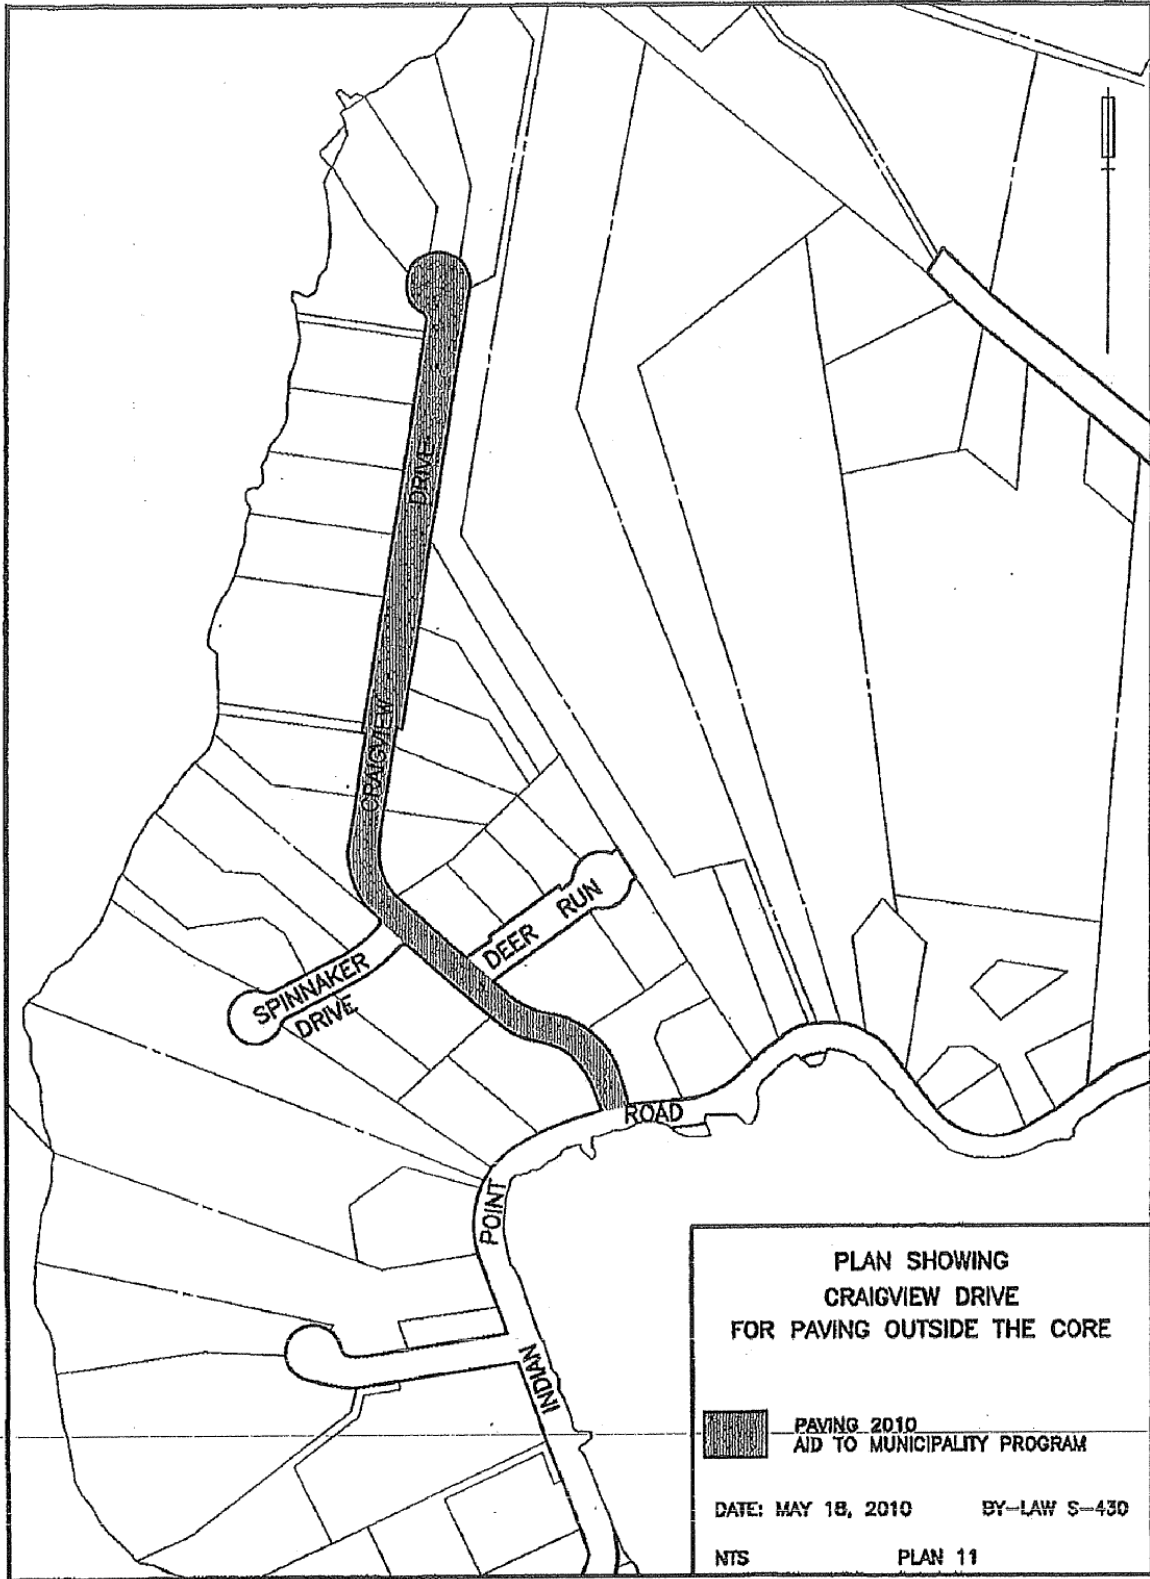 DRIVE
CRAIGVIEW
DEER RUN
SPINNAKER
DRIVE
ROAD
POINT
INDIAN
PLAN SHOWING
CRAIGVIEW DRIVE
FOR PAVING OUTSIDE THE CORE
PAVING 2010
AID TO MUNICIPALITY PROGRAM
DATE: MAY 18, 2010 BY-LAW S-430
NTS PLAN 11